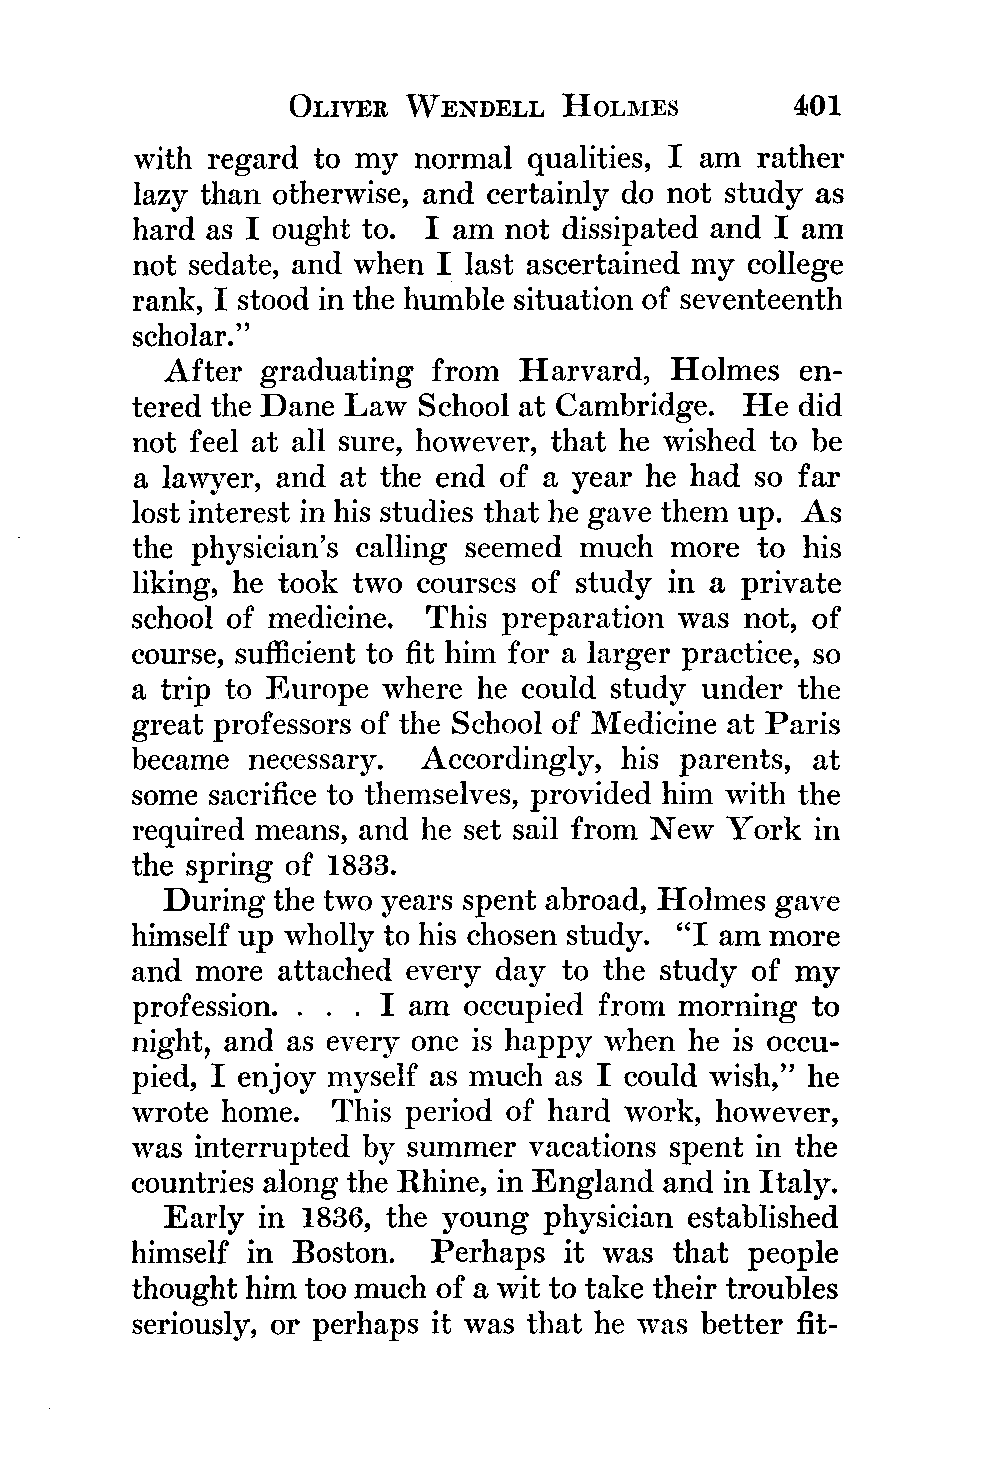 OLIVER WENDELL HOLMES 401
with regard to my normal qualities, I am rather
lazy than otherwise, and certainly do not study as
hard as I ought to. I am not dissipated and I am
not sedate, and when I last ascertained my college
rank, I stood in the humble situation of seventeenth
scholar."
After graduating from Harvard, Holmes en-
tered the Dane Law School at Cambridge. He did
not feel at all sure, however, that he wished to be
a lawyer, and at the end of a year he had so far
lost interest in his studies that he gave them up. As
the physician's calling seemed much more to his
liking, he took two courses of study in a private
school of medicine. This preparation was not, of
course, sufficient to fit him for a larger practice, so
a trip to Europe where he could study under the
great professors of the School of Medicine at Paris
became necessary. Accordingly, his parents, at
some sacrifice to themselves, provided him with the
required means, and he set sail from New York in
the spring of 1833.
During the two years spent abroad, Holmes gave
himself up wholly to his chosen study. "I am more
and more attached every day to the study of my
profession. . . . I am occupied from morning to
night, and as every one is happy when he is occu-
pied, I enjoy myself as much as I could wish," he
wrote home. This period of hard work, however,
was interrupted by summer vacations spent in the
countries along the Rhine, in England and in Italy.
Early in 1836, the young physician established
himself in Boston. Perhaps it was that people
thought him too much of a wit to take their troubles
seriously, or perhaps it was that he was better fit-